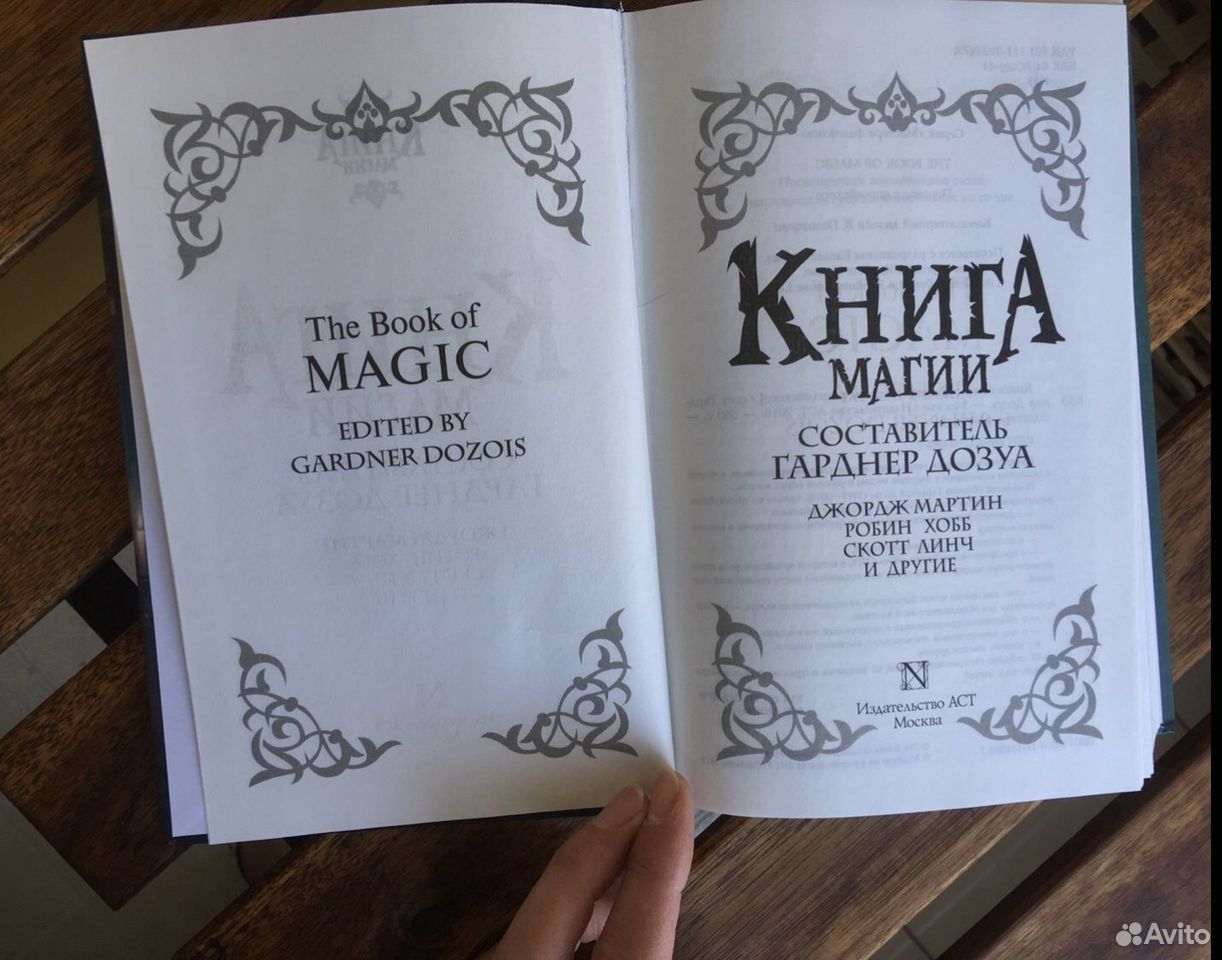 The Book of
MAGIC
EDITED BY
GARDNER DOZOIS
КНИГА
МАГИИ
СОСТАВИТЕЛЬ
ГАРДНЕР ДОЗУА
ДЖОРДЖ МАРТИН
РОБИН ХОББ
СКОТТ ЛИНЧ
И ДРУГИЕ
Издательство АСТ
Москва
Avito